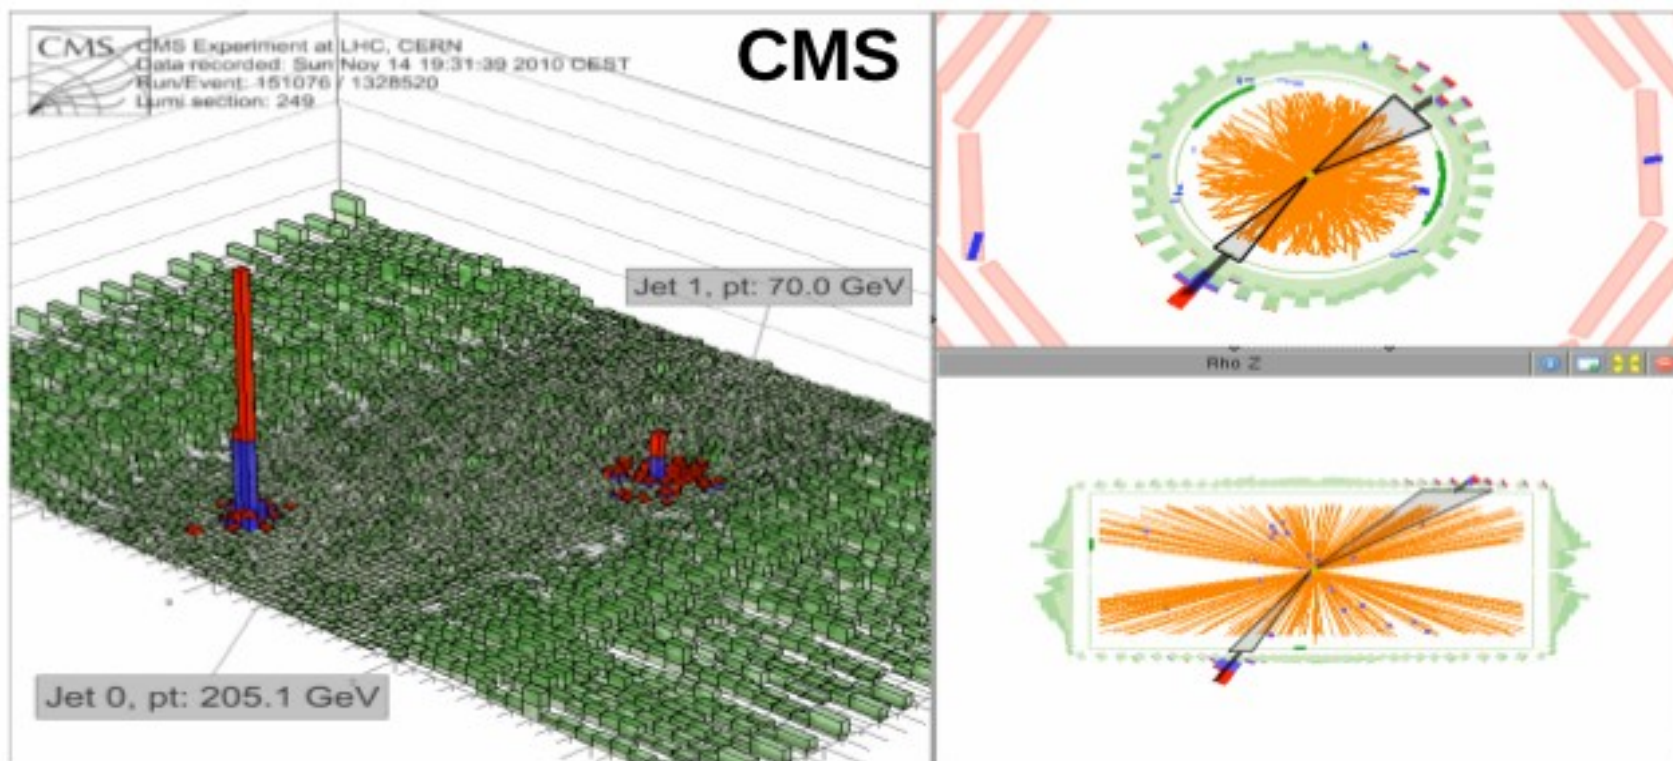 CMS
CMS Experiment at LHC, CERN
Data recorded: Sun Nov 14 19:31:39 2010 CEST
Run/Event: 151076 / 1328520
Lumi section: 249
CMS
Jet 1, pt: 70.0 GeV
Jet 0, pt: 205.1 GeV
Rho Z